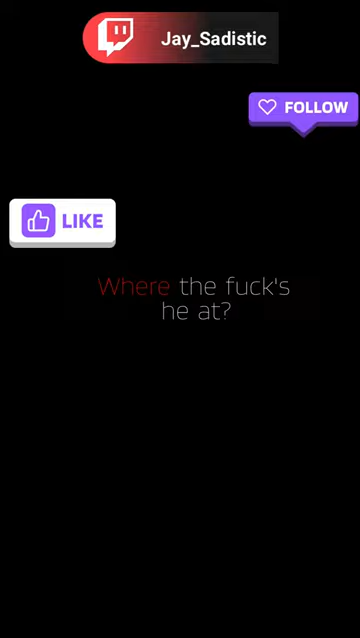 Jay_Sadistic
FOLLOW
LIKE
Where the fuck's
he at?